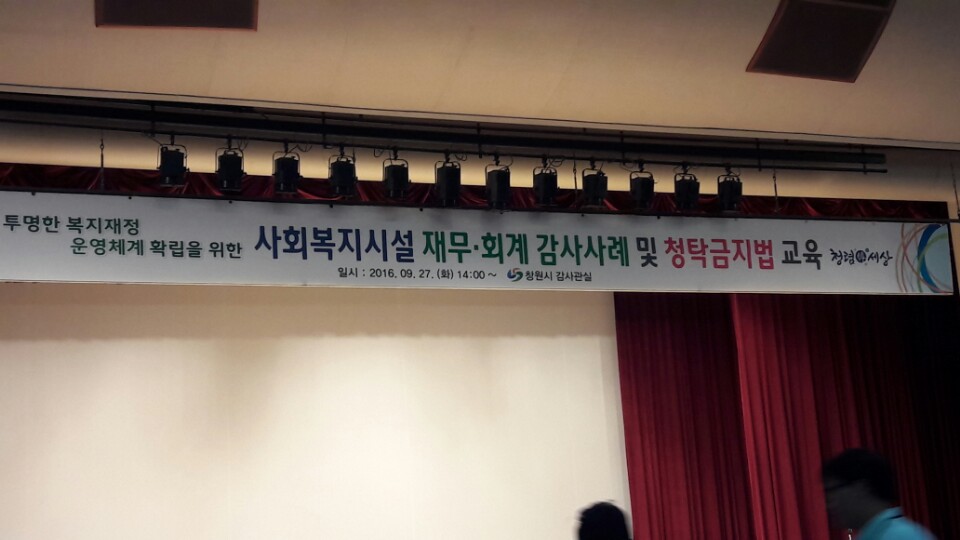 투명한 복지재정
운영체계 확립을 위한
사회복지시설 재무·회계 감사사례 및 청탁금지법 교육
청렴 세상
일시 : 2016. 09. 27. (화) 14:00 ~ 창원시 감사관실